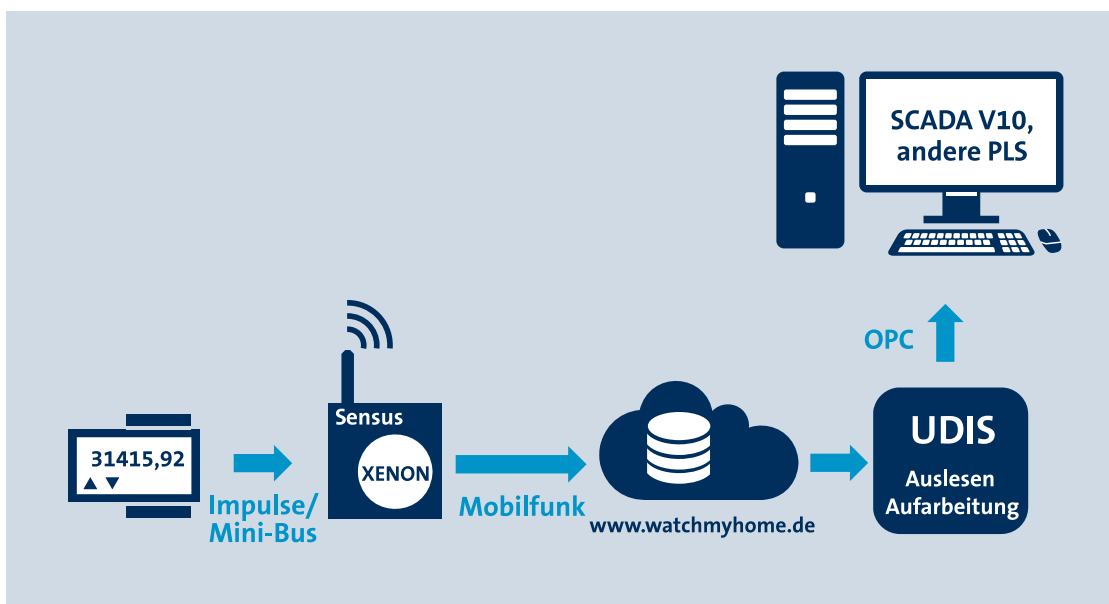 SCADA V10,
andere PLS
OPC
Sensus
XENON
31415,92
Impulse/
Mini-Bus
Mobilfunk
www.watchmyhome.de
UDIS
Auslesen
Aufarbeitung